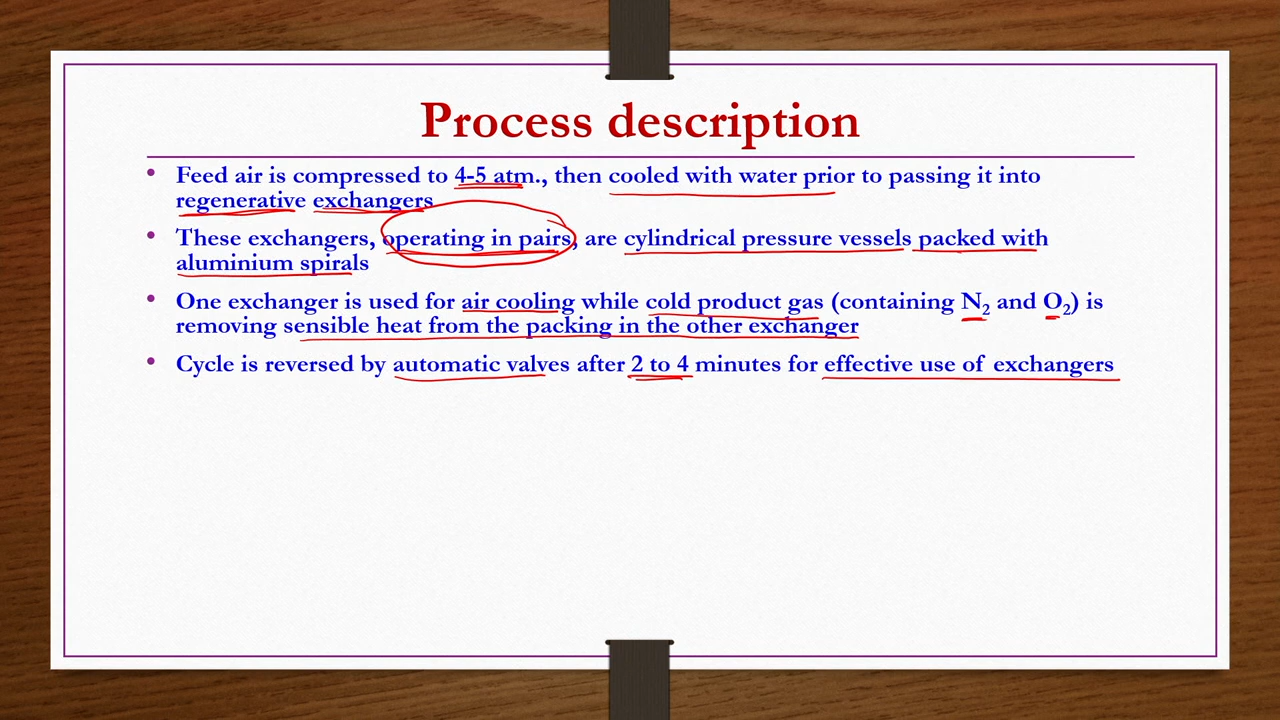 Process description
• Feed air is compressed to 4-5 atm., then cooled with water prior to passing it into
regenerative exchangers
• These exchangers, operating in pairs, are cylindrical pressure vessels packed with
aluminium spirals
• One exchanger is used for air cooling while cold product gas (containing N₂ and O₂) is
removing sensible heat from the packing in the other exchanger
• Cycle is reversed by automatic valves after 2 to 4 minutes for effective use of exchangers